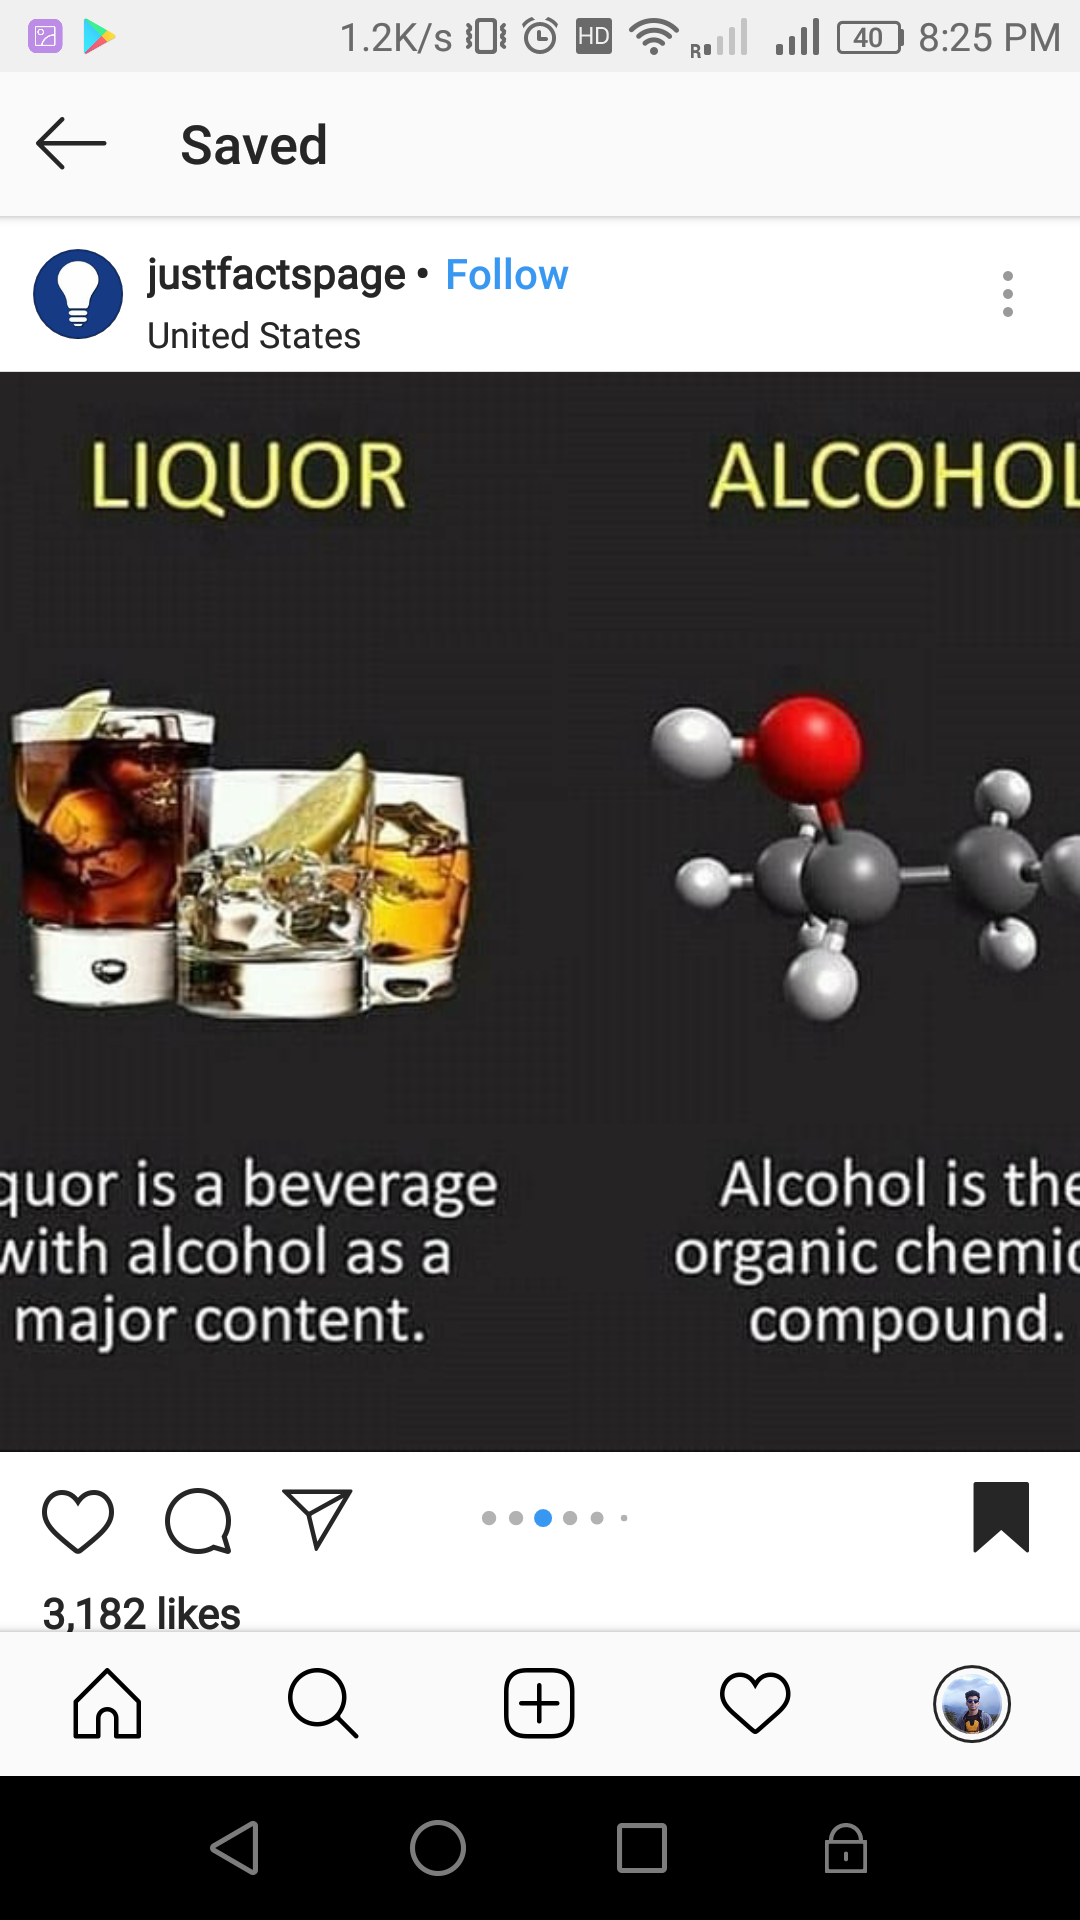 1.2K/s HD R 40 8:25 PM
Saved
justfactspage • Follow
United States
LIQUOR
ALCOHOL
quor is a beverage
with alcohol as a
major content.
Alcohol is the
organic chemic
compound.
3,182 likes